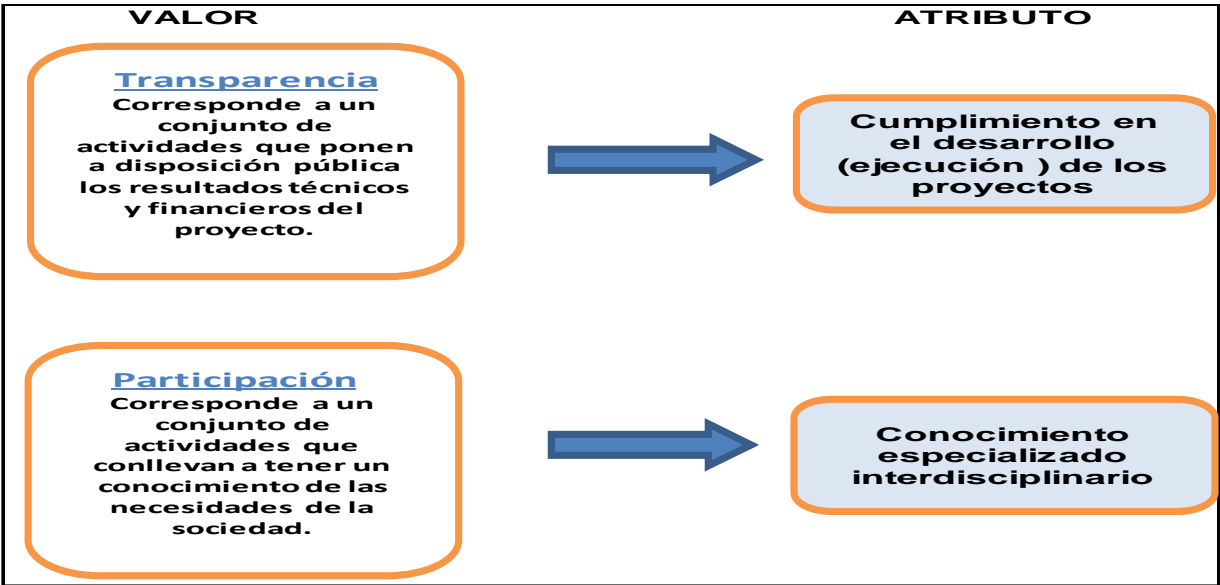 VALOR
ATRIBUTO
Transparencia
Corresponde a un
conjunto de
actividades que ponen
a disposición pública
los resultados técnicos
y financieros del
proyecto.
Cumplimiento en
el desarrollo
(ejecución ) de los
proyectos
Participación
Corresponde a un
conjunto de
actividades que
conllevan a tener un
conocimiento de las
necesidades de la
sociedad.
Conocimiento
especializado
interdisciplinario